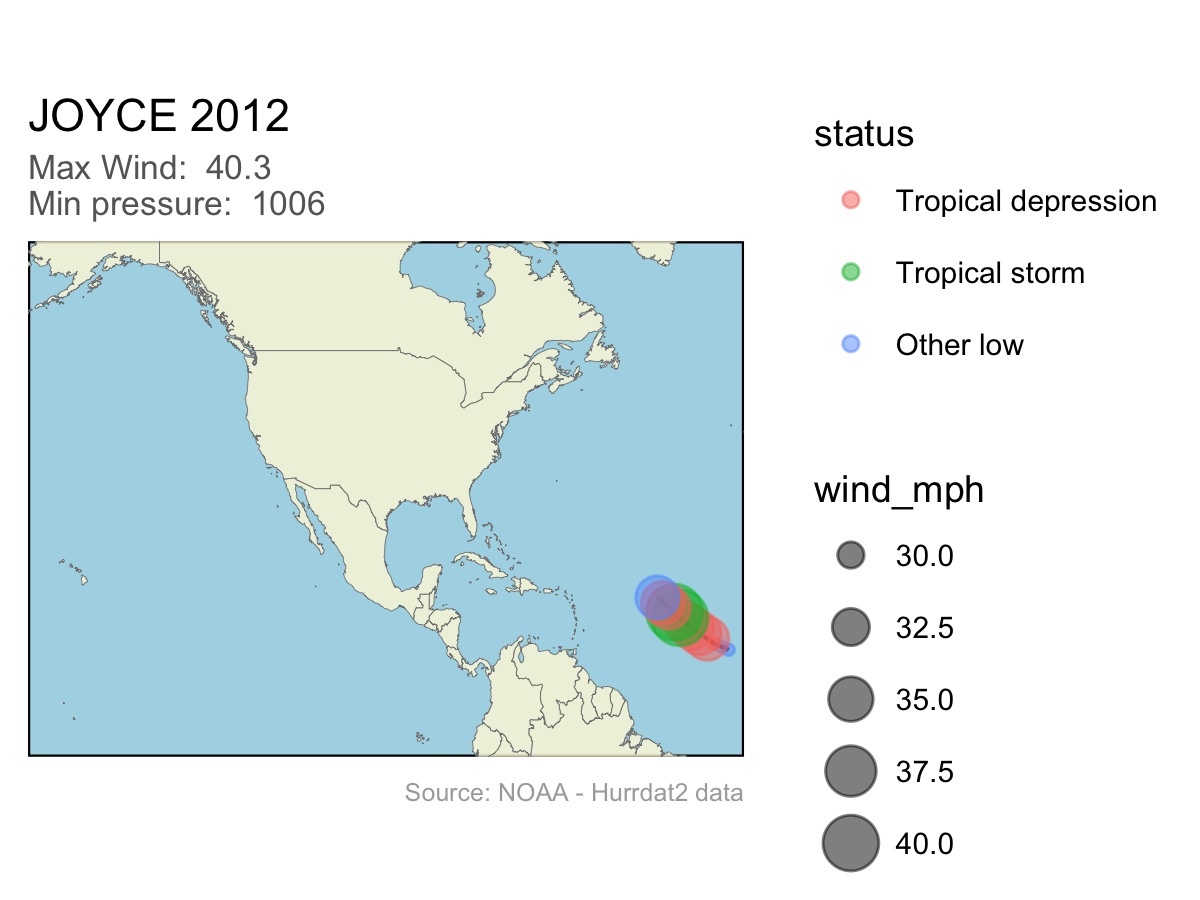 JOYCE 2012
Max Wind:  40.3
Min pressure:  1006
Source: NOAA - Hurrdat2 data
status
Tropical depression
Tropical storm
Other low
wind_mph
30.0
32.5
35.0
37.5
40.0